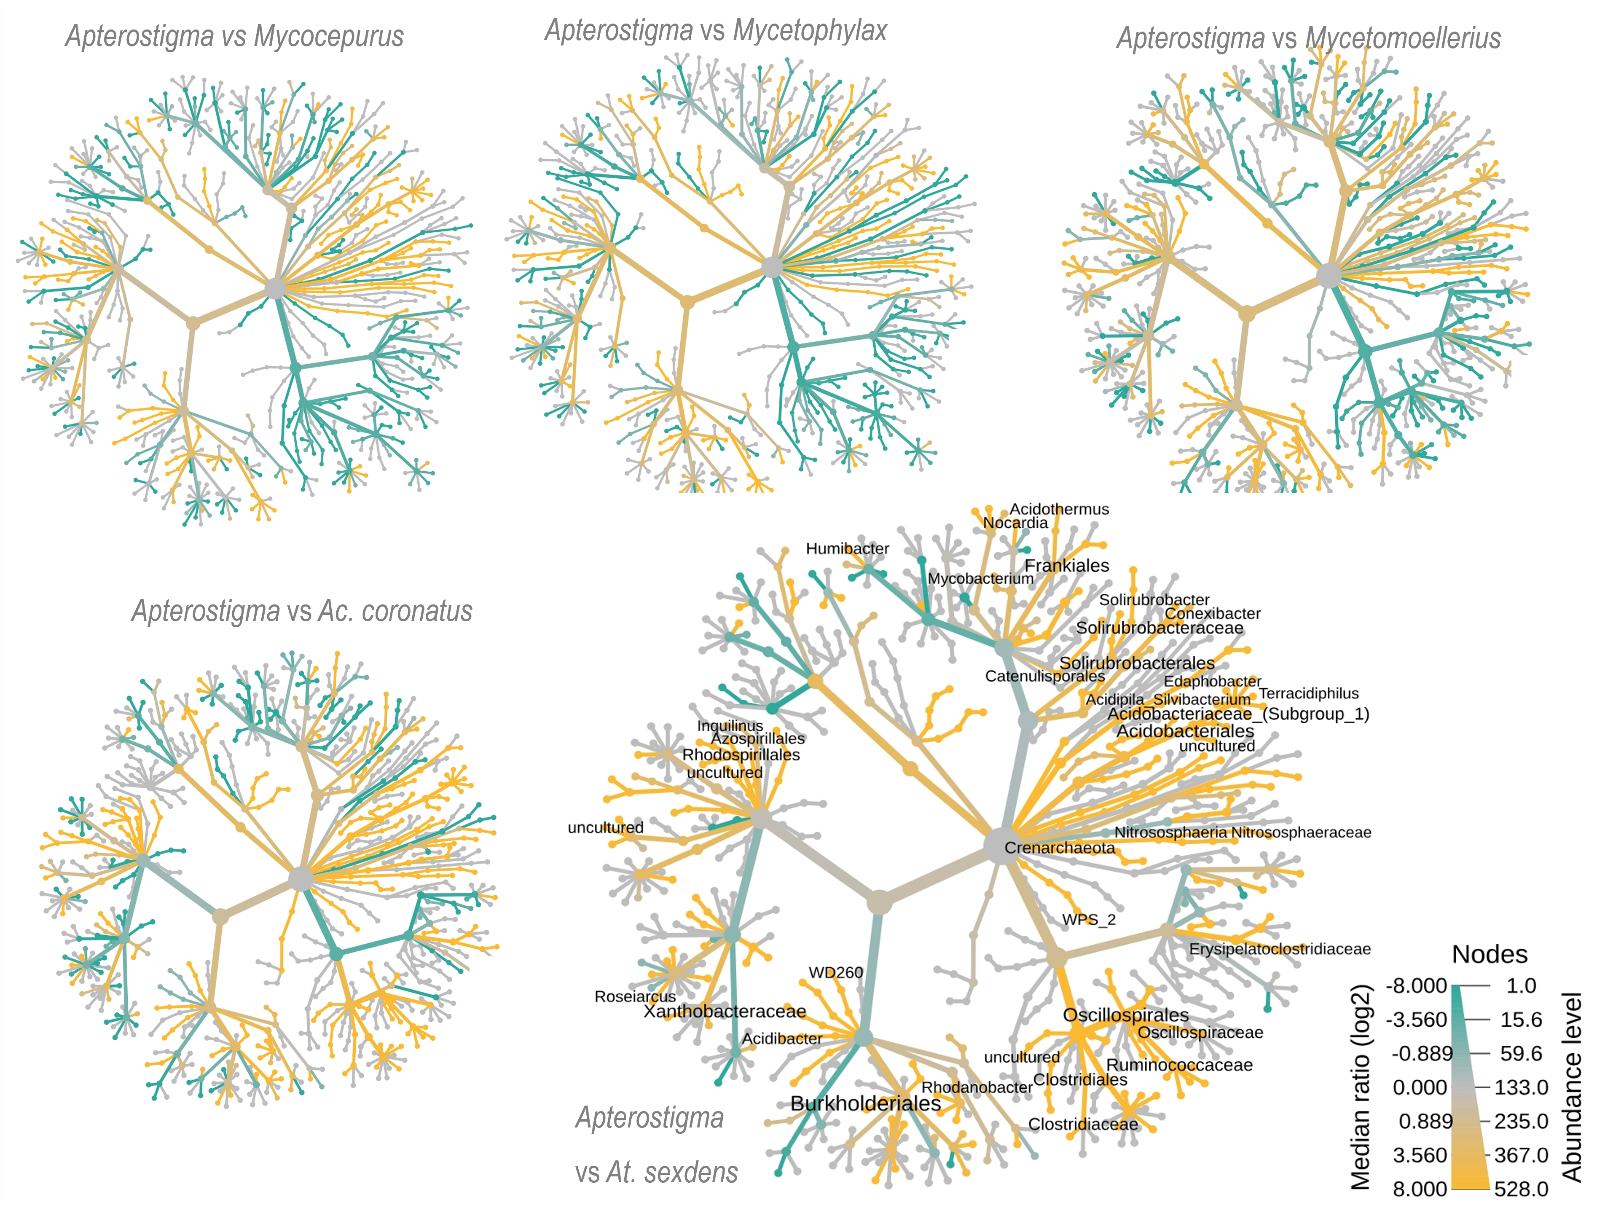 Apterostigma vs Mycocepurus
Apterostigma vs Mycetophylax
Apterostigma vs Mycetomoellerius
Apterostigma vs Ac. coronatus
Acidothermus
Nocardia
Humibacter
Frankiales
Mycobacterium
Solirubrobacter
Conexibacter
Solirubrobacteraceae
Solirubrobacterales
Catenulisporales
Edaphobacter
Terracidiphilus
Acidipila_Silvibacterium
Acidobacteriaceae_(Subgroup_1)
Acidobacteriales
uncultured
Inquilinus
Azospirillales
Rhodospirillales
uncultured
uncultured
Nitrososphaeria Nitrososphaeraceae
Crenarchaeota
WPS_2
Erysipelatoclostridiaceae
WD260
Roseiarcus
Xanthobacteraceae
Acidibacter
Oscillospirales
Oscillospiraceae
uncultured
Ruminococcaceae
Clostridiales
Rhodanobacter
Burkholderiales
Clostridiaceae
Apterostigma
vs At. sexdens
Nodes
Median ratio (log2)
-8.000 1.0
-3.560 15.6
-0.889 59.6
0.000 133.0
0.889 235.0
3.560 367.0
8.000 528.0
Abundance level